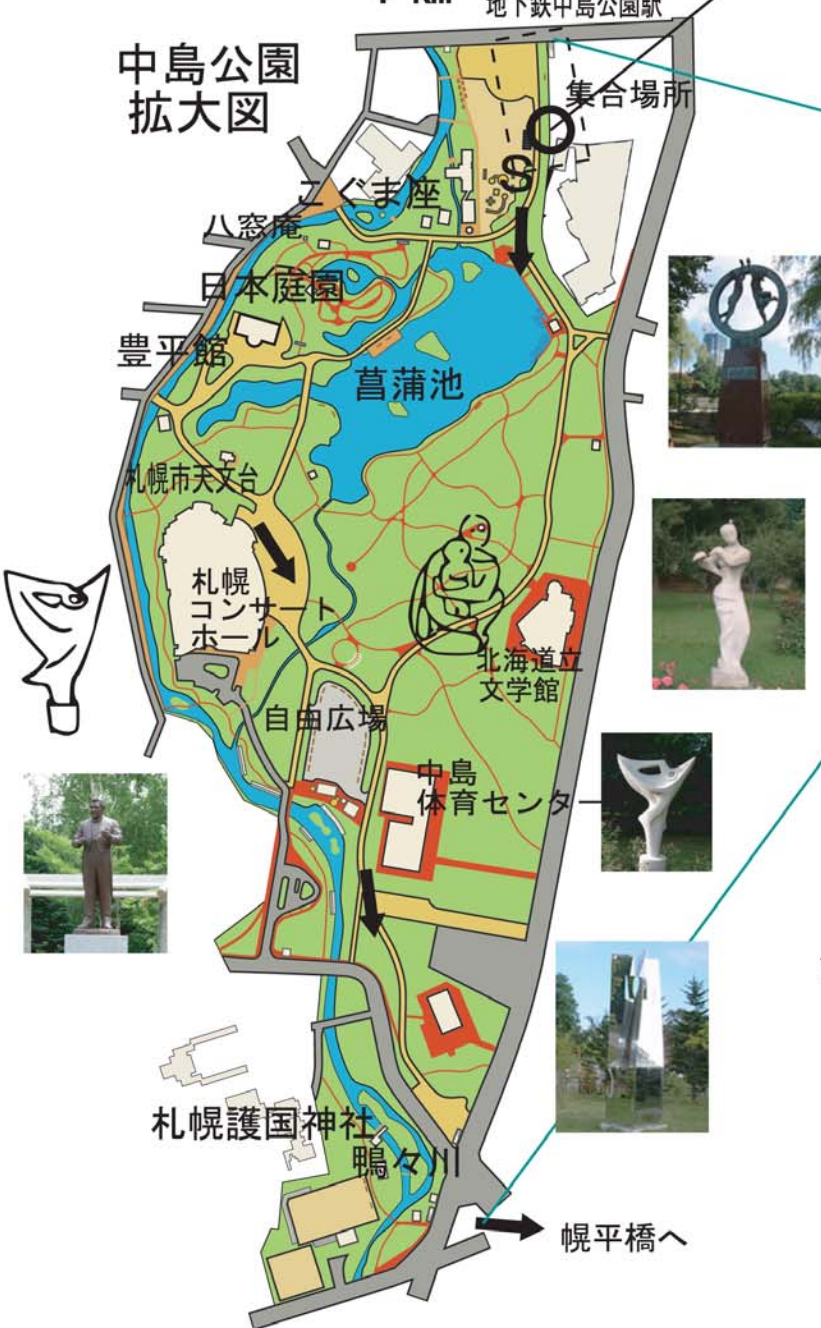 地下鉄中島公園駅
中島公園
拡大図
集合場所
S
こぐま座
八窓庵
日本庭園
豊平館
菖蒲池
札幌市天文台
札幌
コンサート
ホール
北海道立
文学館
自由広場
中島
体育センター
札幌護国神社
鴨々川
幌平橋へ